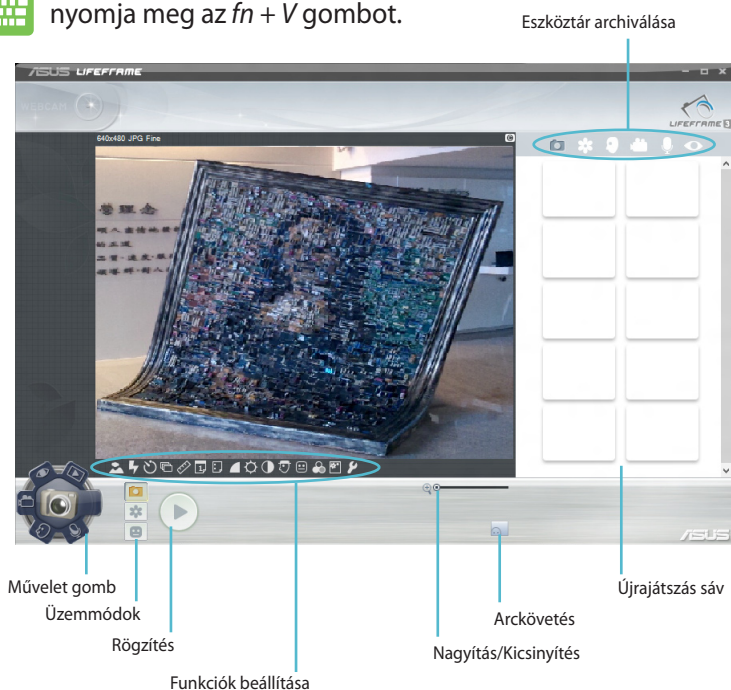 nyomja meg az fn + V gombot.
Eszköztár archiválása
ASUS LIFEFRAME
WEBCAM
LIFEFRAME 3
640x480 JPG Fine
ASUS
Művelet gomb
Üzemmódok
Rögzítés
Funkciók beállítása
Nagyítás/Kicsinyítés
Arckövetés
Újrajátszás sáv